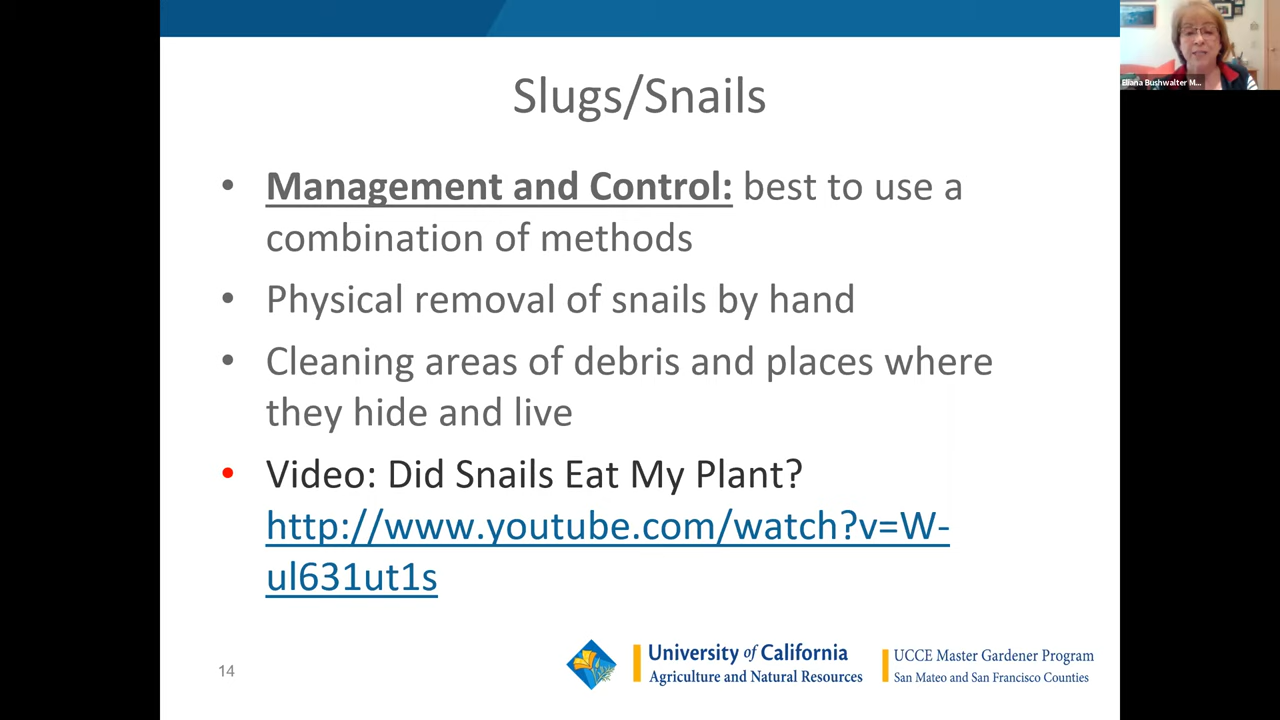 Slugs/Snails
• Management and Control: best to use a
combination of methods
• Physical removal of snails by hand
• Cleaning areas of debris and places where
they hide and live
• Video: Did Snails Eat My Plant?
http://www.youtube.com/watch?v=W-
ul631ut1s
14
University of California
Agriculture and Natural Resources
UCCE Master Gardener Program
San Mateo and San Francisco Counties
Eliana Bushwalter M...